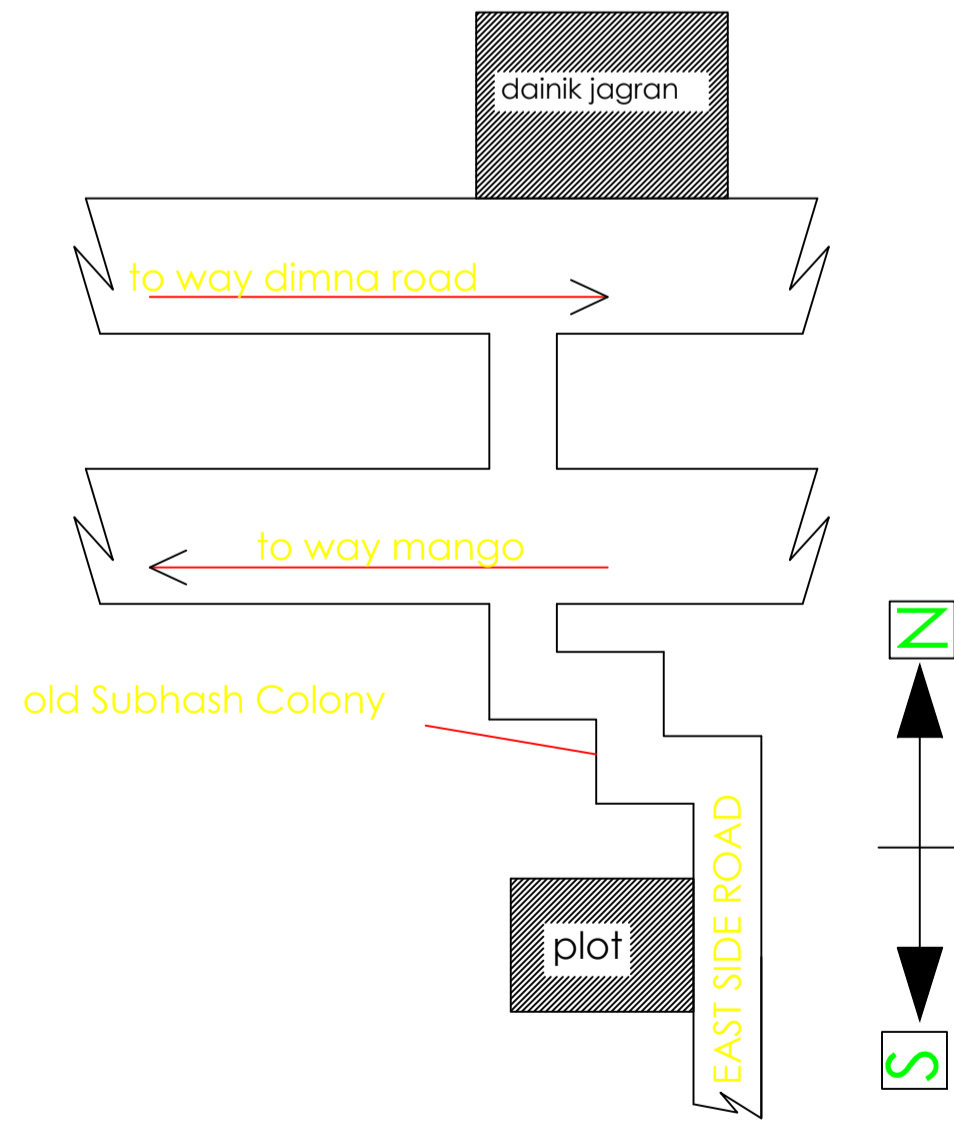 dainik jagran
to way dimna road
to way mango
old Subhash Colony
EAST SIDE ROAD
plot
N
S